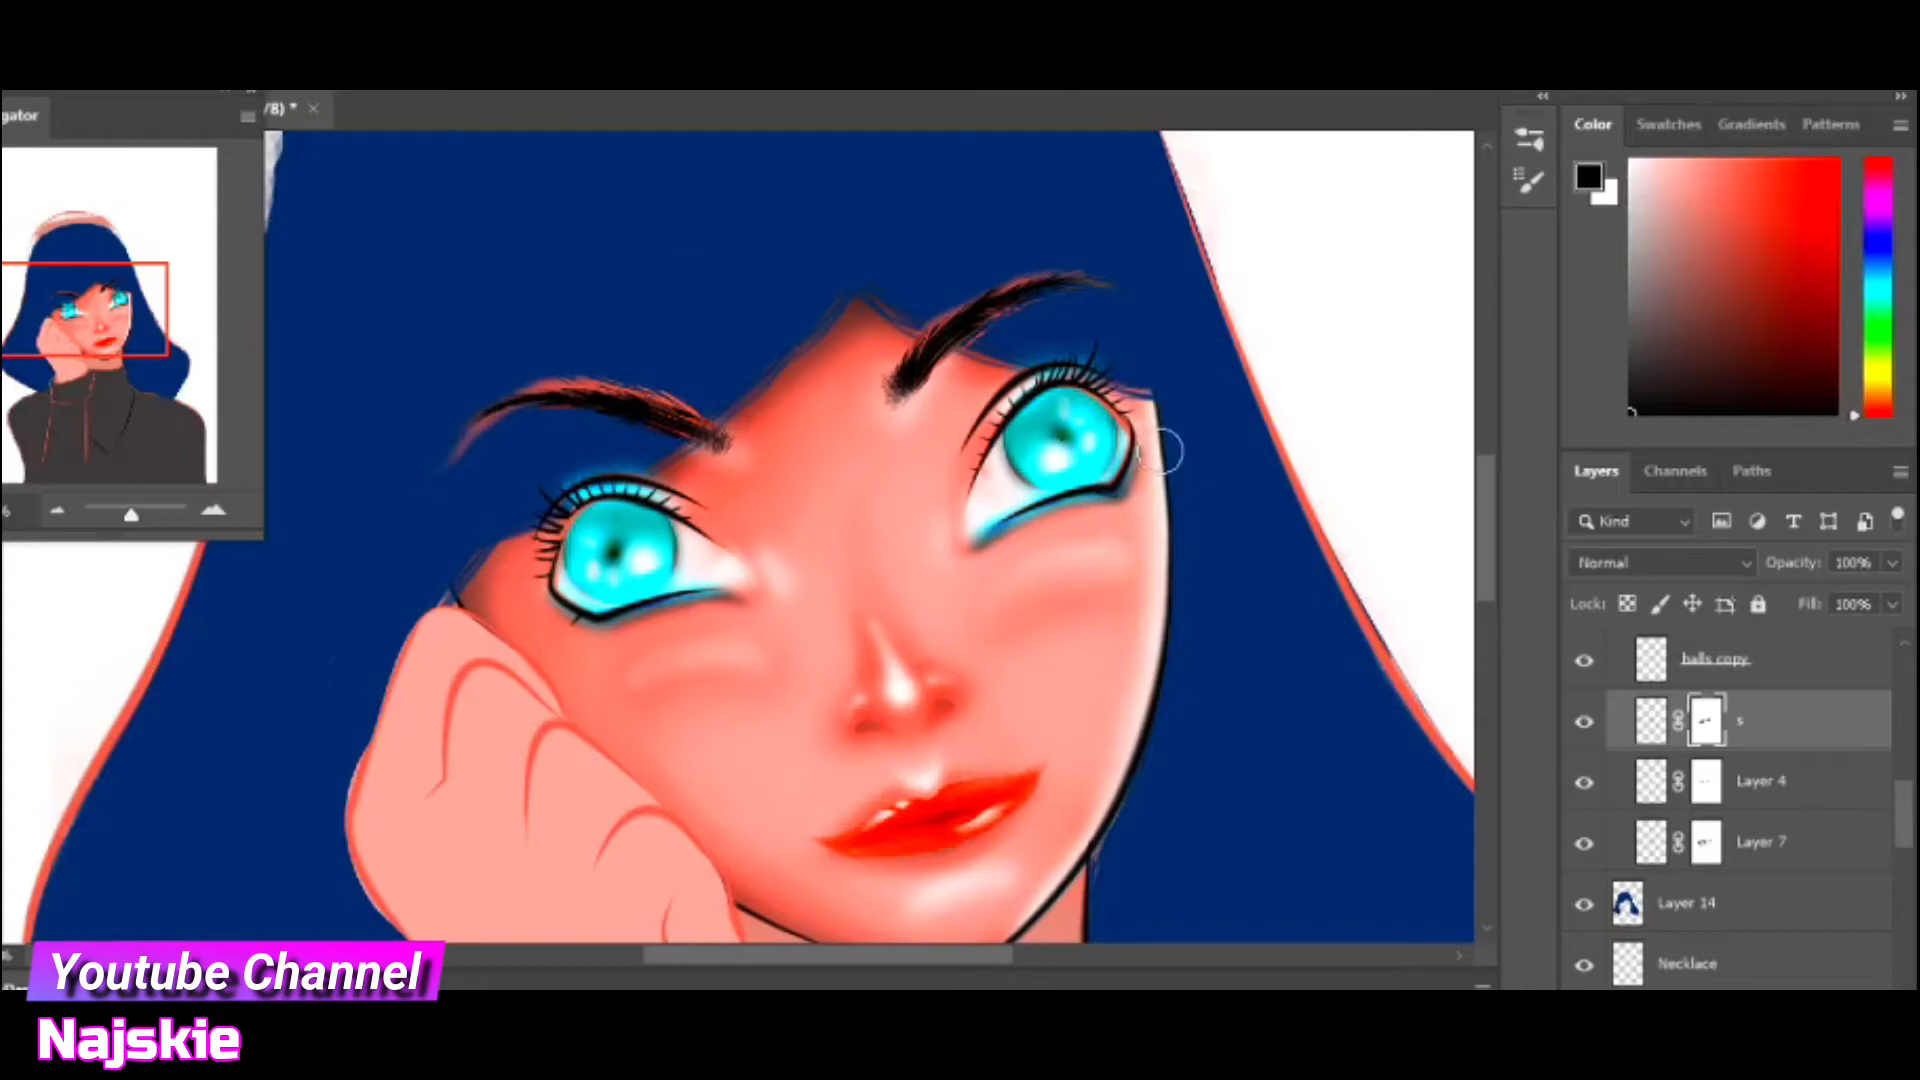 gator
/8) *
Color Swatches Gradients Patterns
Layers Channels Paths
Kind
Normal Opacity: 100%
Lock: Fill: 100%
balls copy
s
Layer 4
Layer 7
Layer 14
Necklace
%
Youtube Channel
Najskie